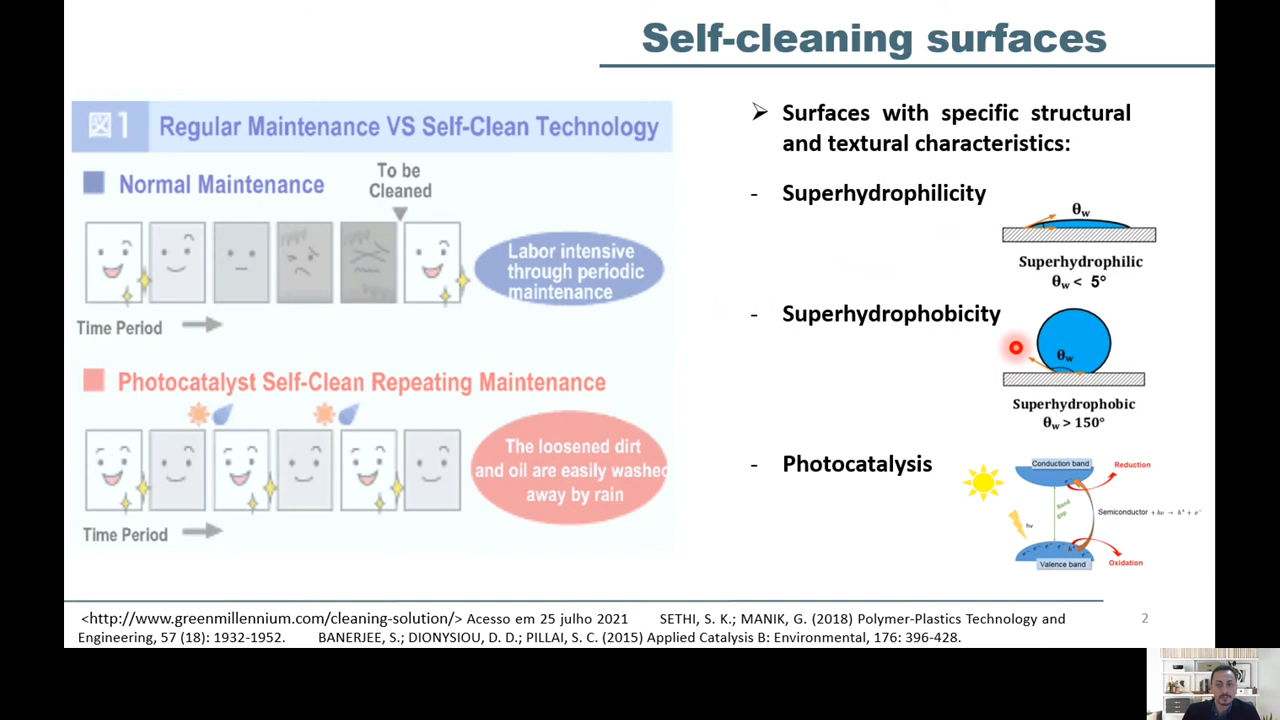 Self-cleaning surfaces
図1 Regular Maintenance VS Self-Clean Technology
Normal Maintenance
To be
Cleaned
Labor intensive
through periodic
maintenance
Time Period
Photocatalyst Self-Clean Repeating Maintenance
The loosened dirt
and oil are easily washed
away by rain
Time Period
Surfaces with specific structural
and textural characteristics:
- Superhydrophilicity
θw
Superhydrophilic
θw < 5°
- Superhydrophobicity
θw
Superhydrophobic
θw > 150°
- Photocatalysis
Conduction band
Reduction
e-
Band
gap
Semiconductor + hν → h+ + e-
hν
Valence band
Oxidation
<http://www.greenmillennium.com/cleaning-solution/> Acesso em 25 julho 2021 SETHI, S. K.; MANIK, G. (2018) Polymer-Plastics Technology and
Engineering, 57 (18): 1932-1952. BANERJEE, S.; DIONYSIOU, D. D.; PILLAI, S. C. (2015) Applied Catalysis B: Environmental, 176: 396-428.
2